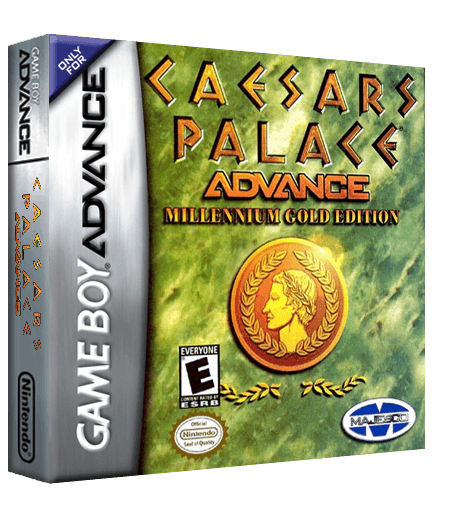 ONLY
FOR
GAME BOY ADVANCE
CAESARS
PALACE
ADVANCE
MILLENNIUM GOLD EDITION
EVERYONE
E
CONTENT RATED BY
ESRB
Official
Nintendo
Seal of Quality
MAJESCO
GAME BOY ADVANCE
CAESARS
PALACE
ADVANCE
Nintendo